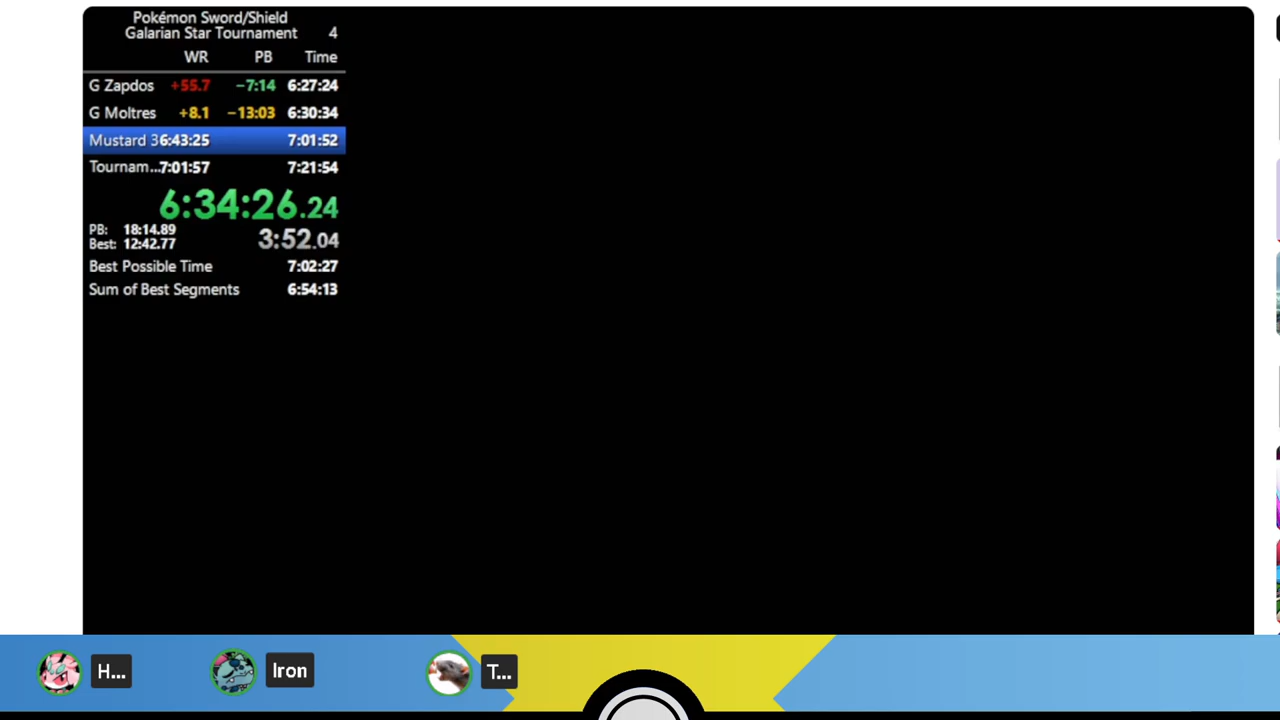 Pokémon Sword/Shield
Galarian Star Tournament 4
WR PB Time
G Zapdos +55.7 −7:14 6:27:24
G Moltres +8.1 −13:03 6:30:34
Mustard 3 6:43:25 7:01:52
Tournam... 7:01:57 7:21:54
6:34:26.24
PB: 18:14.89
Best: 12:42.77
3:52.04
Best Possible Time 7:02:27
Sum of Best Segments 6:54:13
H... Iron T...